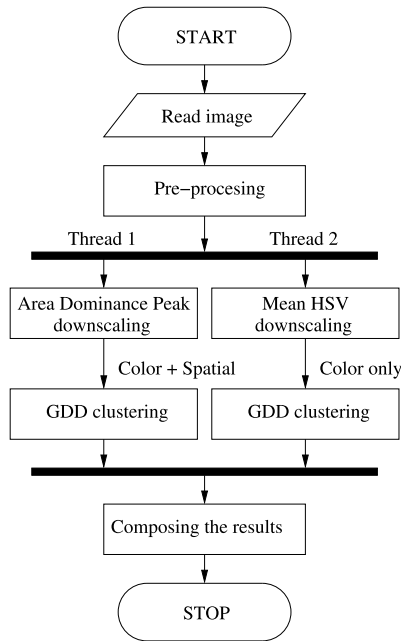 START
Read image
Pre−procesing
Thread 1
Thread 2
Area Dominance Peak
downscaling
Mean HSV
downscaling
Color + Spatial
Color only
GDD clustering
GDD clustering
Composing the results
STOP